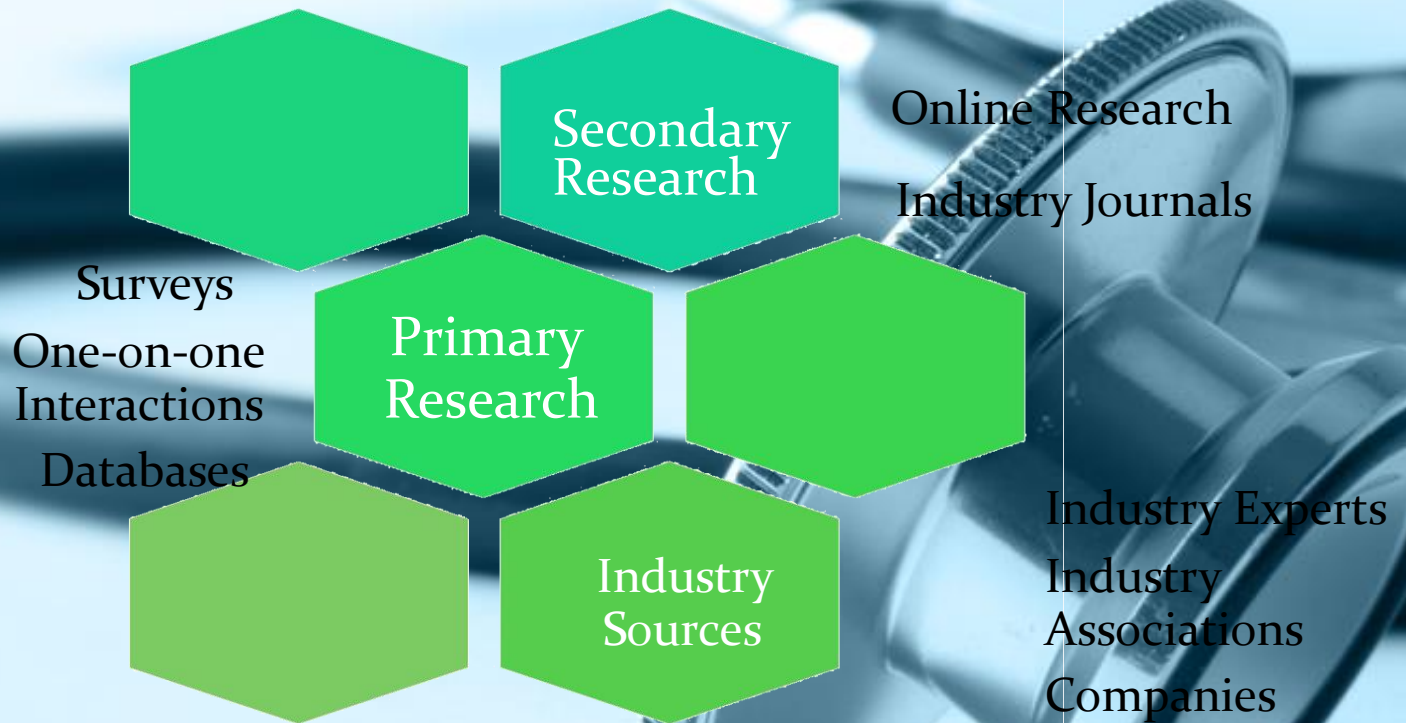 Secondary
Research
Online Research
Industry Journals
Surveys
One-on-one
Interactions
Databases
Primary
Research
Industry
Sources
Industry Experts
Industry
Associations
Companies